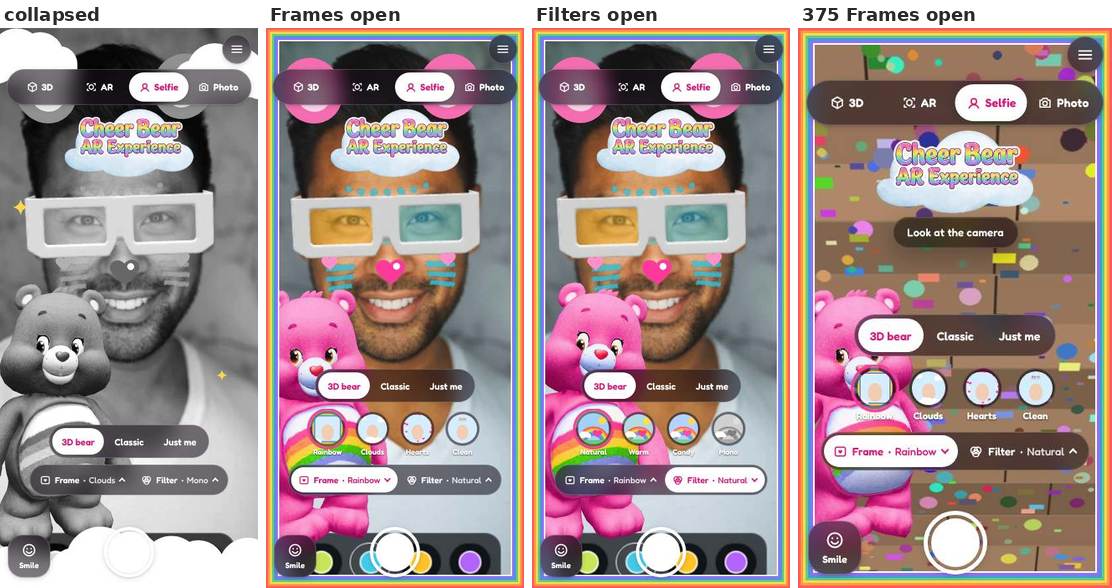 collapsed
3D AR Selfie Photo
Cheer Bear
AR Experience
3D bear Classic Just me
Frame · Clouds Filter · Mono
Smile
Frames open
3D AR Selfie Photo
Cheer Bear
AR Experience
3D bear Classic Just me
Rainbow Clouds Hearts Clean
Frame · Rainbow Filter · Natural
Smile
Filters open
3D AR Selfie Photo
Cheer Bear
AR Experience
3D bear Classic Just me
Natural Warm Candy Mono
Frame · Rainbow Filter · Natural
Smile
375 Frames open
3D AR Selfie Photo
Cheer Bear
AR Experience
Look at the camera
3D bear Classic Just me
Rainbow Clouds Hearts Clean
Frame · Rainbow Filter · Natural
Smile